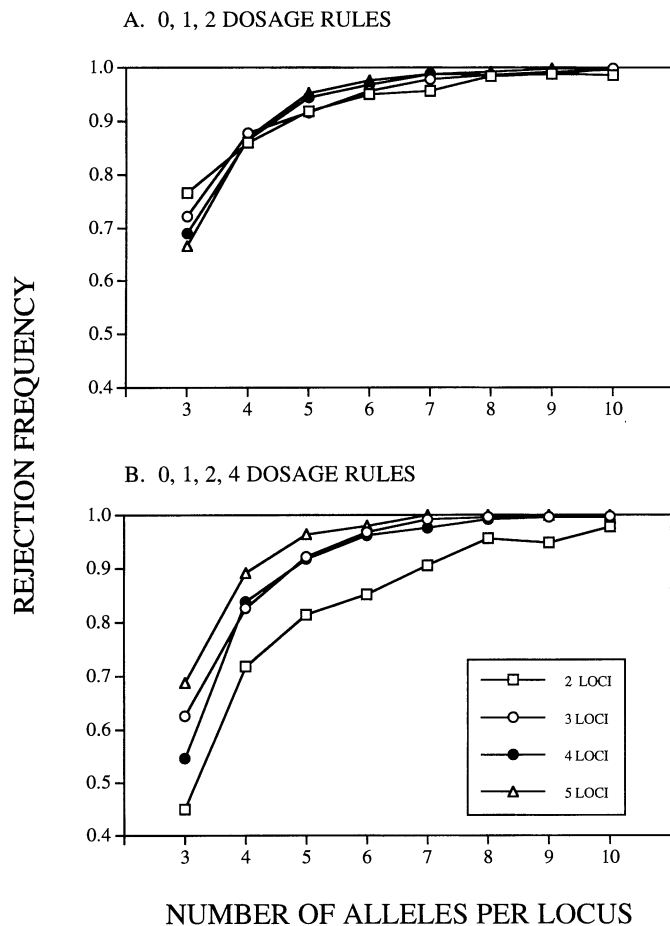 A. 0, 1, 2 DOSAGE RULES
1.0
0.9
0.8
0.7
0.6
0.5
0.4
3 4 5 6 7 8 9 10
REJECTION FREQUENCY
B. 0, 1, 2, 4 DOSAGE RULES
1.0
0.9
0.8
0.7
0.6
0.5
0.4
2 LOCI
3 LOCI
4 LOCI
5 LOCI
3 4 5 6 7 8 9 10
NUMBER OF ALLELES PER LOCUS